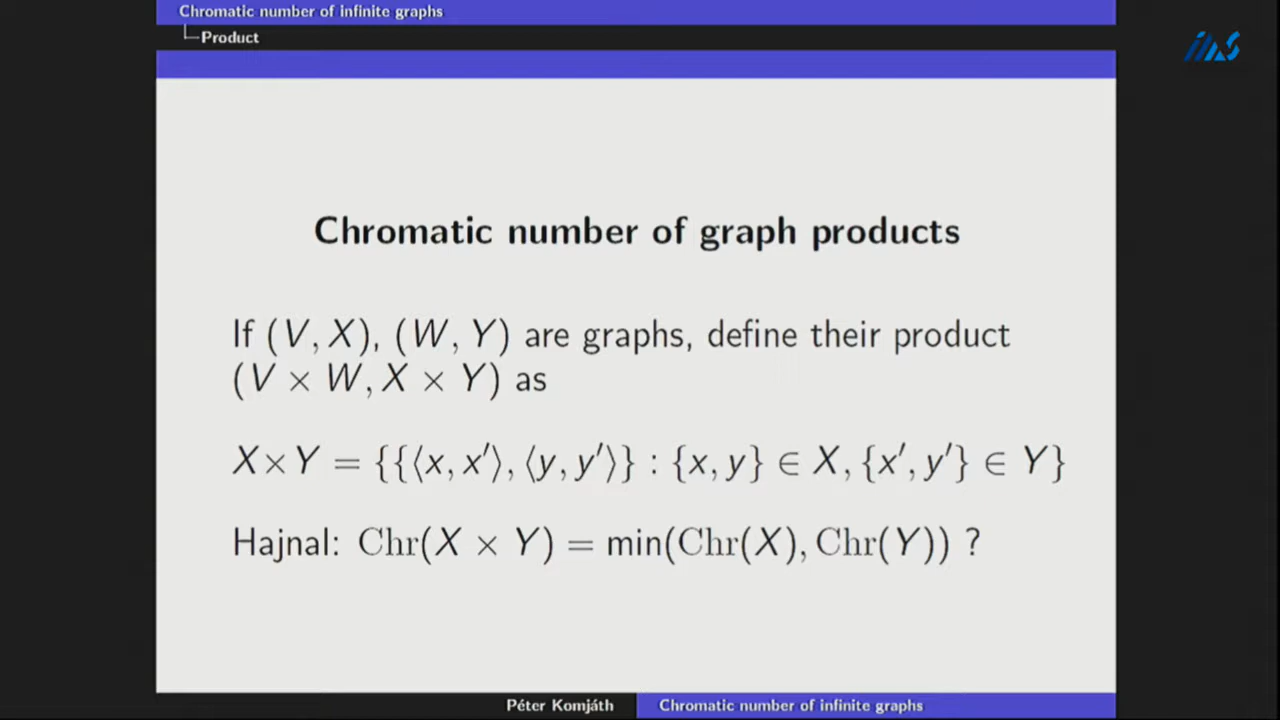 Chromatic number of infinite graphs
Product
ims
Chromatic number of graph products
If (V, X), (W, Y) are graphs, define their product
(V × W, X × Y) as
X×Y = {{⟨x, x′⟩, ⟨y, y′⟩} : {x, y} ∈ X, {x′, y′} ∈ Y}
Hajnal: Chr(X × Y) = min(Chr(X), Chr(Y)) ?
Péter Komjáth
Chromatic number of infinite graphs